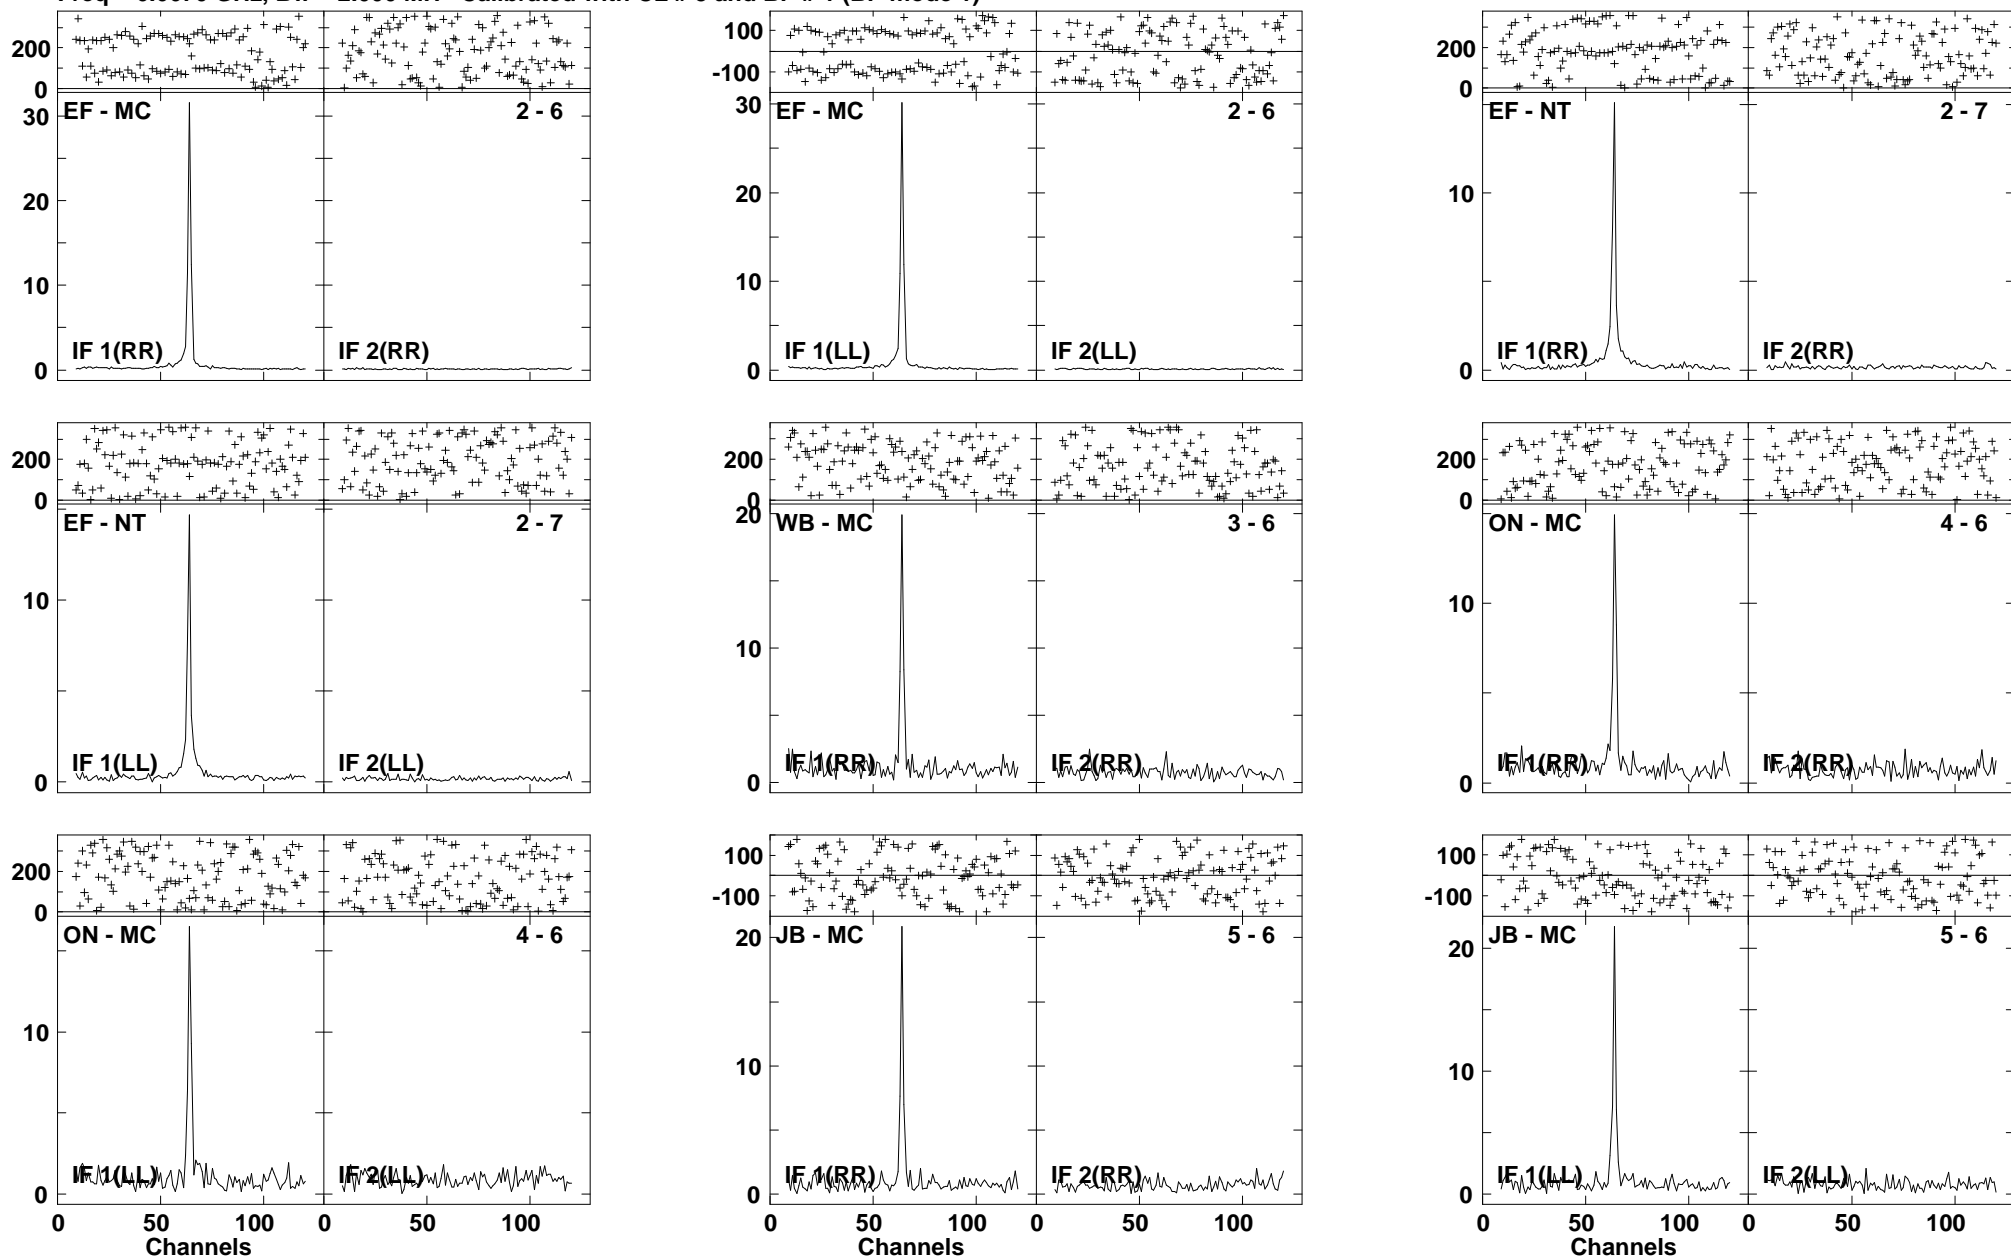 200
0
EF - MC
2 - 6
30
20
10
0
IF 1(RR)
IF 2(RR)
100
-100
EF - MC
2 - 6
30
20
10
0
IF 1(LL)
IF 2(LL)
200
0
EF - NT
2 - 7
10
0
IF 1(RR)
IF 2(RR)
200
0
EF - NT
2 - 7
10
0
IF 1(LL)
IF 2(LL)
200
0
WB - MC
3 - 6
20
10
0
IF 1(RR)
IF 2(RR)
200
0
ON - MC
4 - 6
10
0
IF 1(RR)
IF 2(RR)
200
0
ON - MC
4 - 6
10
0
IF 1(LL)
IF 2(LL)
0 50 100 0 50 100
Channels
100
-100
JB - MC
5 - 6
20
10
0
IF 1(RR)
IF 2(RR)
0 50 100 0 50 100
Channels
100
-100
JB - MC
5 - 6
20
10
0
IF 1(LL)
IF 2(LL)
0 50 100 0 50 100
Channels